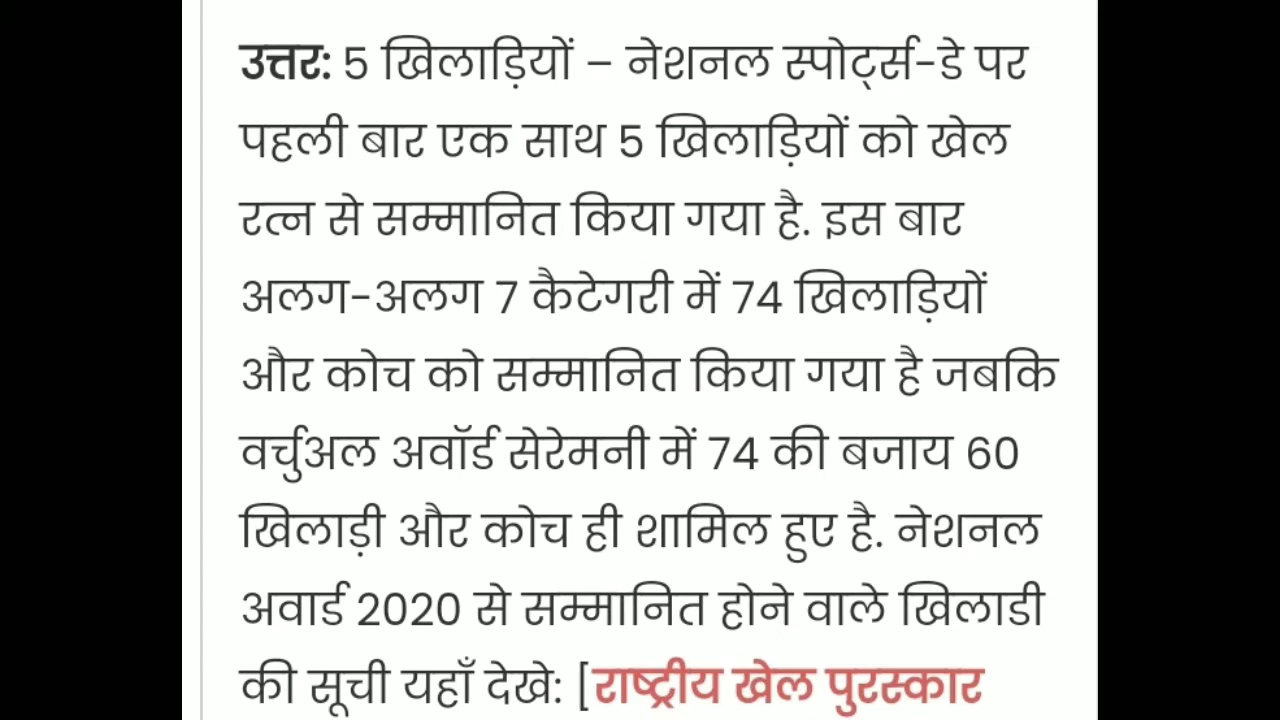 उत्तर: 5 खिलाड़ियों – नेशनल स्पोर्ट्स-डे पर
पहली बार एक साथ 5 खिलाड़ियों को खेल
रत्न से सम्मानित किया गया है. इस बार
अलग-अलग 7 कैटेगरी में 74 खिलाड़ियों
और कोच को सम्मानित किया गया है जबकि
वर्चुअल अवॉर्ड सेरेमनी में 74 की बजाय 60
खिलाड़ी और कोच ही शामिल हुए है. नेशनल
अवार्ड 2020 से सम्मानित होने वाले खिलाडी
की सूची यहाँ देखे: [राष्ट्रीय खेल पुरस्कार